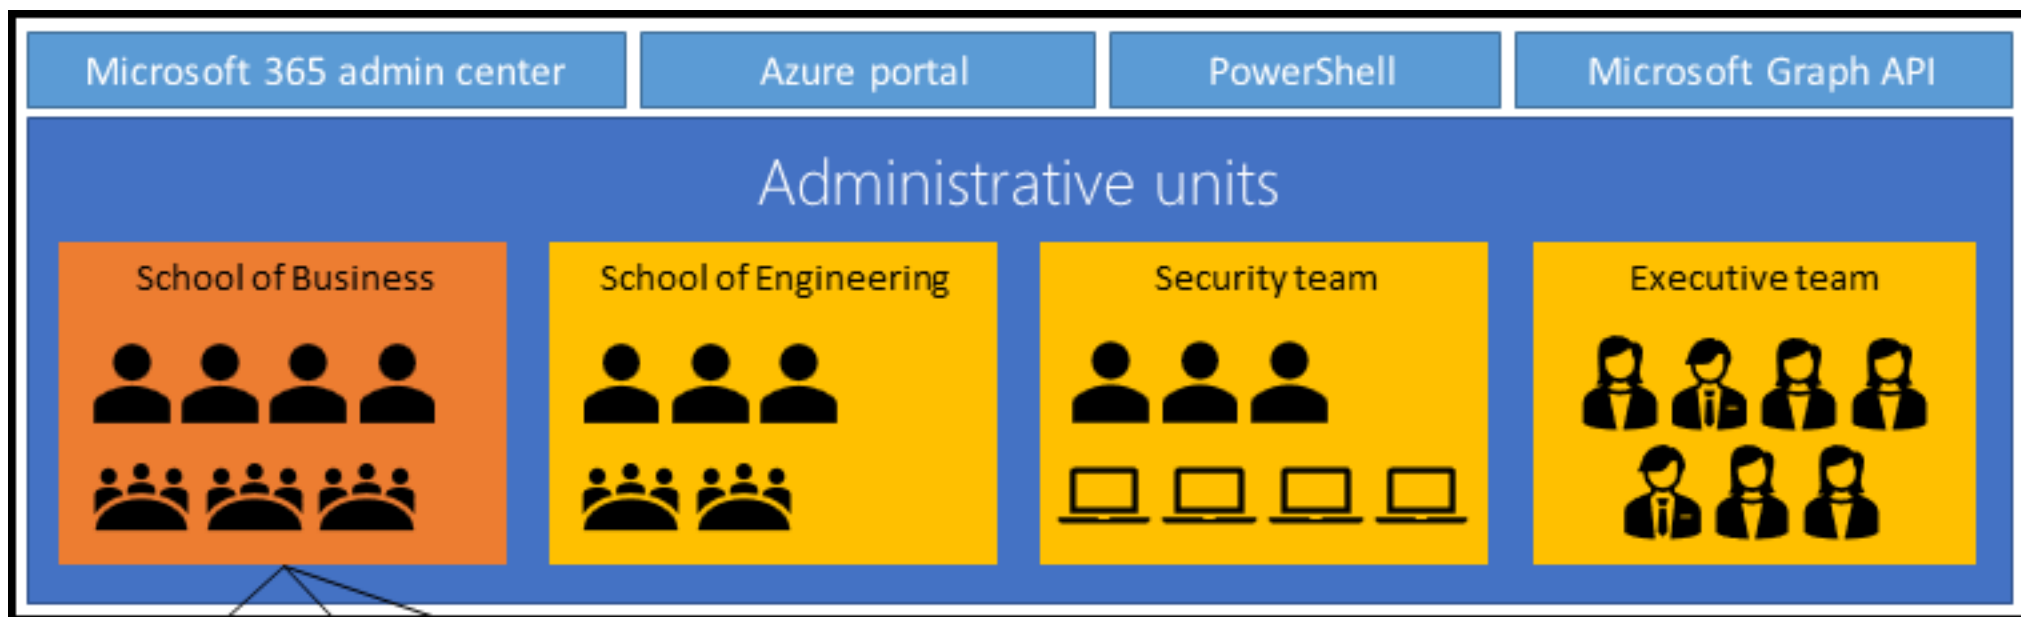 Microsoft 365 admin center
Azure portal
PowerShell
Microsoft Graph API
Administrative units
School of Business
School of Engineering
Security team
Executive team